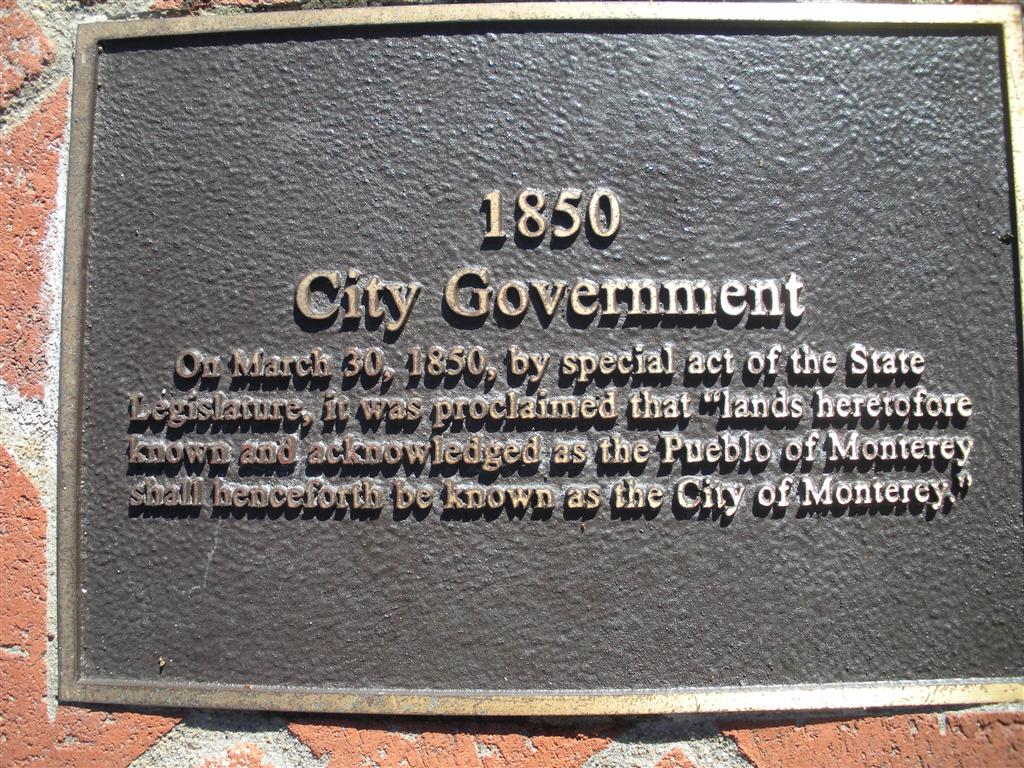 1850
City Government
On March 30, 1850, by special act of the State
Legislature, it was proclaimed that "lands heretofore
known and acknowledged as the Pueblo of Monterey
shall henceforth be known as the City of Monterey."